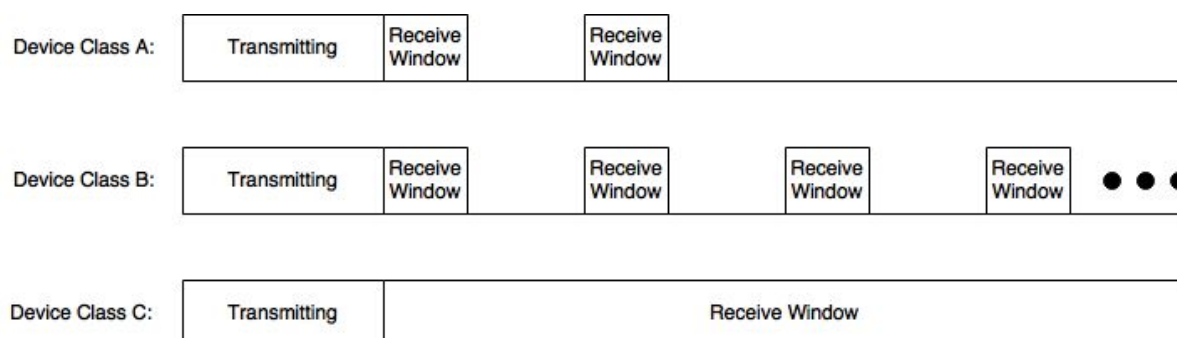 Device Class A:
Transmitting
Receive
Window
Receive
Window
Device Class B:
Transmitting
Receive
Window
Receive
Window
Receive
Window
Receive
Window
Device Class C:
Transmitting
Receive Window